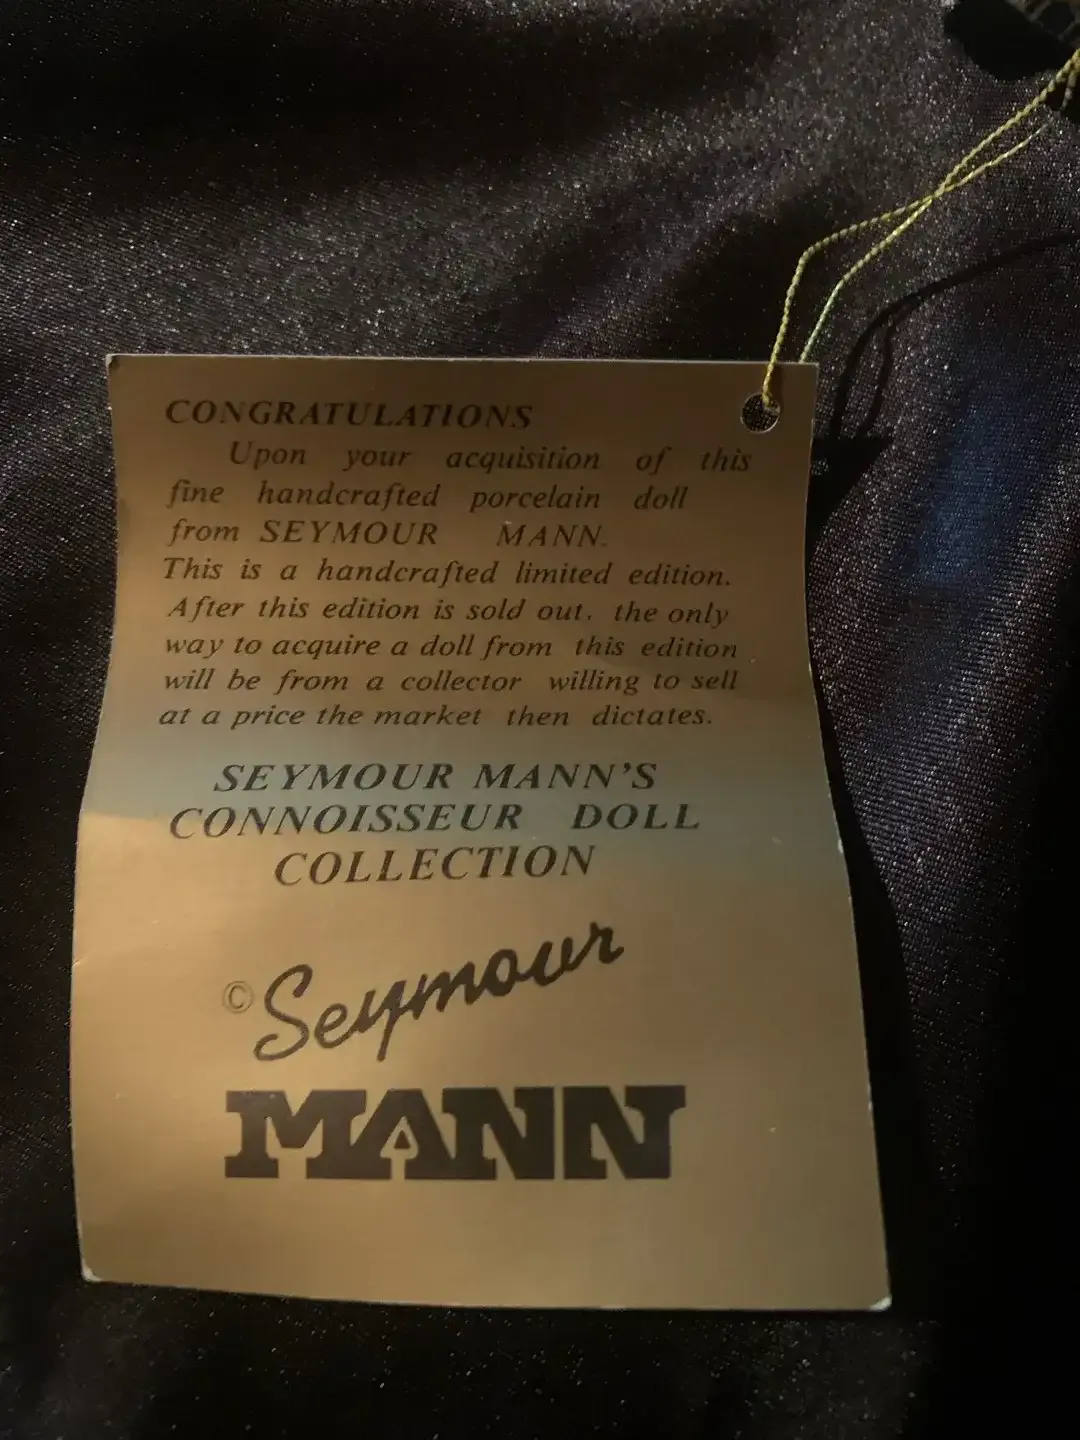 CONGRATULATIONS
Upon your acquisition of this
fine handcrafted porcelain doll
from SEYMOUR MANN.
This is a handcrafted limited edition.
After this edition is sold out, the only
way to acquire a doll from this edition
will be from a collector willing to sell
at a price the market then dictates.
SEYMOUR MANN'S
CONNOISSEUR DOLL
COLLECTION
© Seymour
MANN